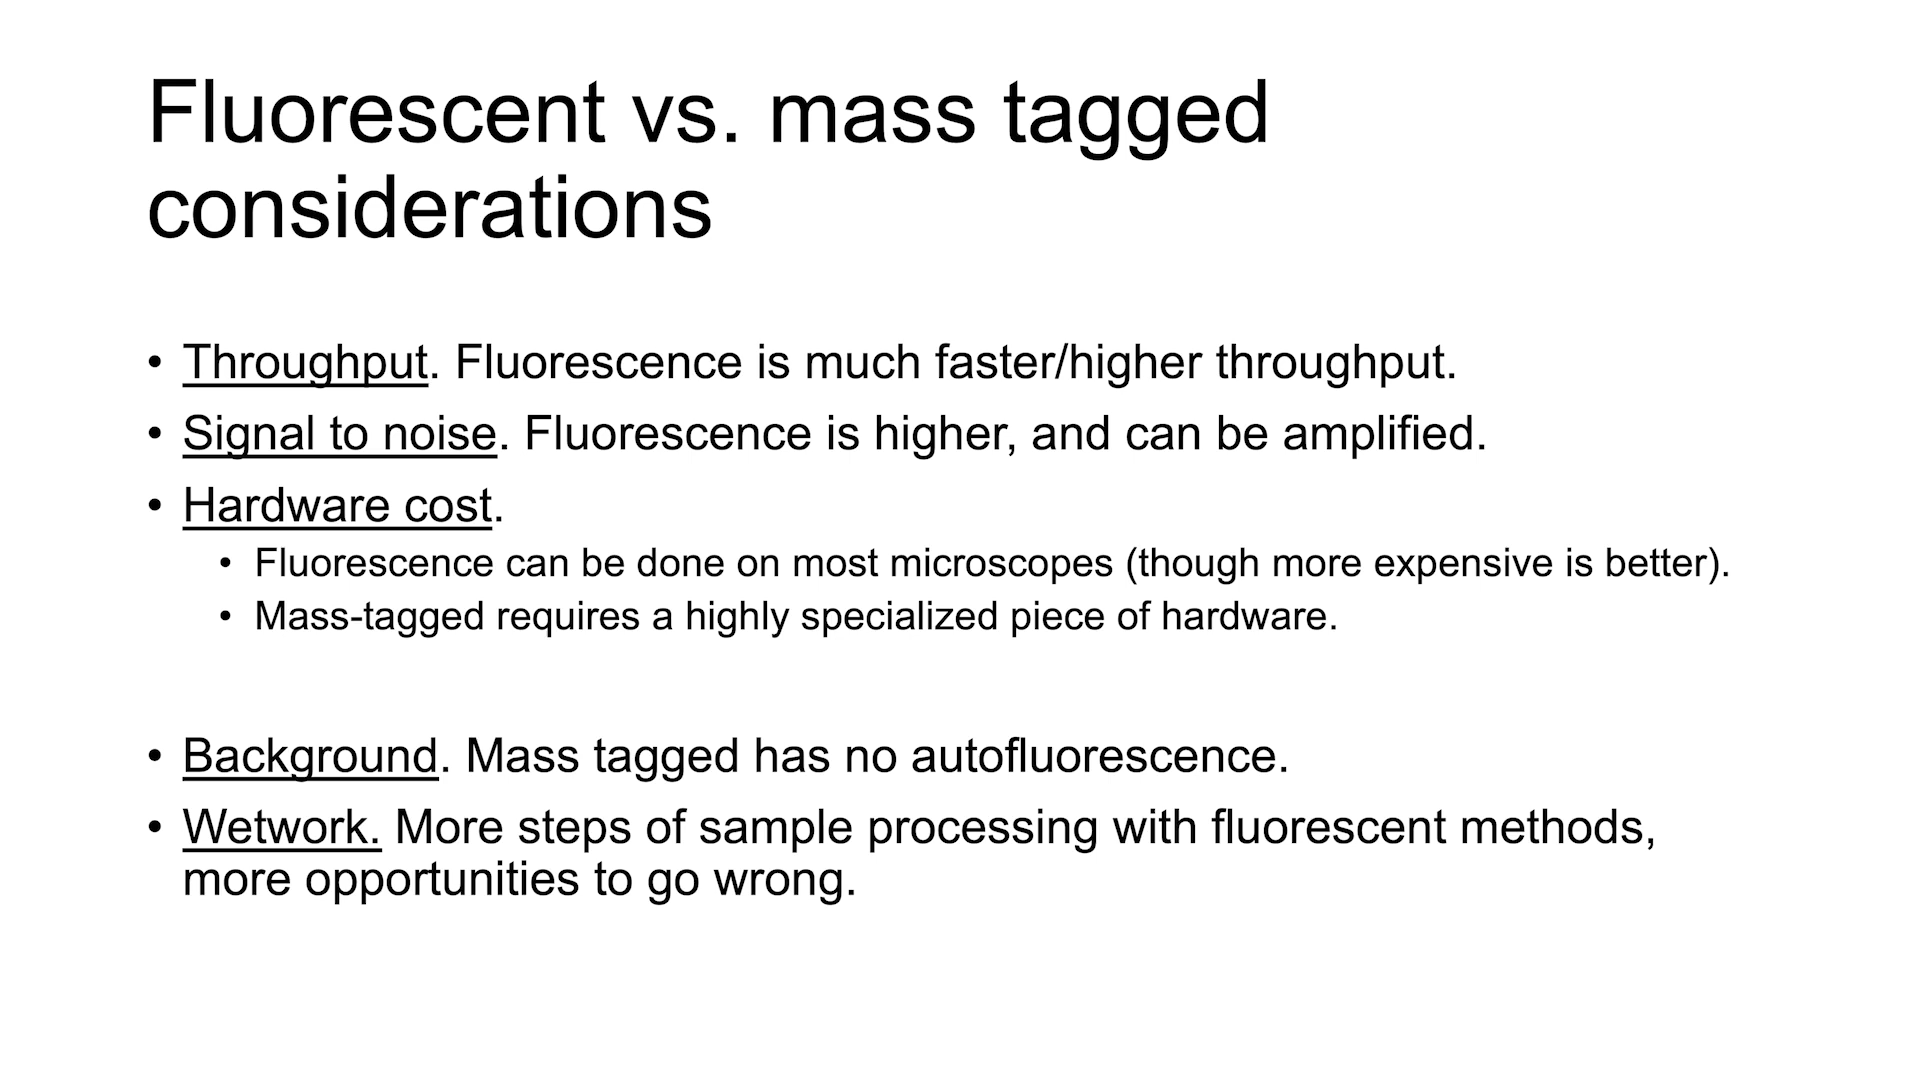 Fluorescent vs. mass tagged
considerations
• Throughput. Fluorescence is much faster/higher throughput.
• Signal to noise. Fluorescence is higher, and can be amplified.
• Hardware cost.
• Fluorescence can be done on most microscopes (though more expensive is better).
• Mass-tagged requires a highly specialized piece of hardware.
• Background. Mass tagged has no autofluorescence.
• Wetwork. More steps of sample processing with fluorescent methods,
more opportunities to go wrong.